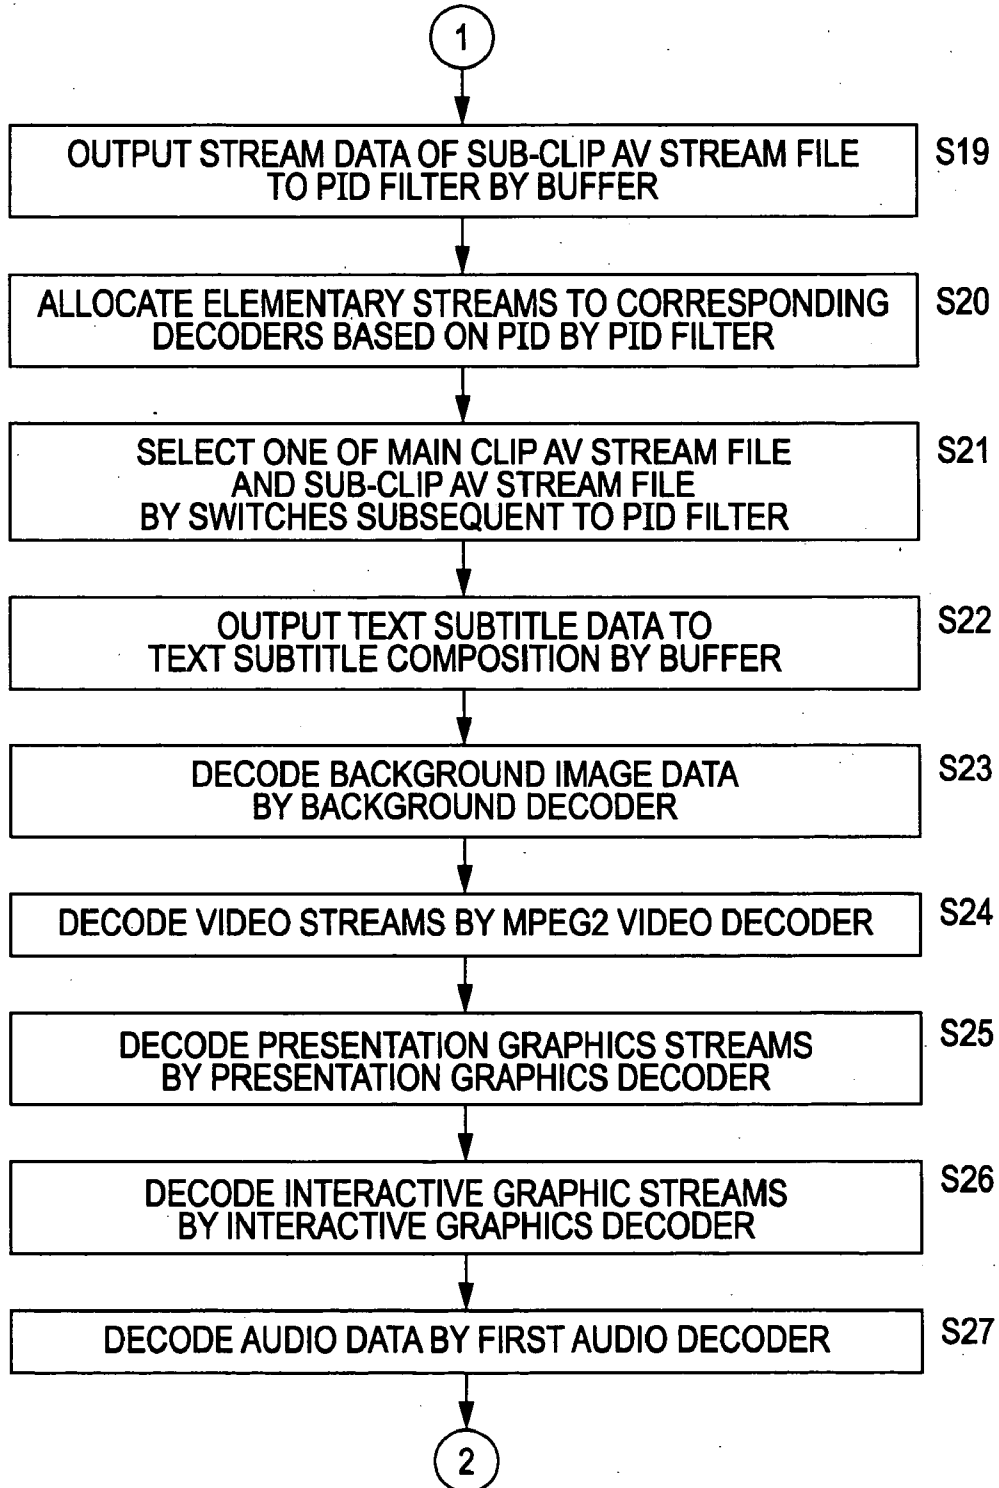 1
OUTPUT STREAM DATA OF SUB-CLIP AV STREAM FILE
TO PID FILTER BY BUFFER
S19
ALLOCATE ELEMENTARY STREAMS TO CORRESPONDING
DECODERS BASED ON PID BY PID FILTER
S20
SELECT ONE OF MAIN CLIP AV STREAM FILE
AND SUB-CLIP AV STREAM FILE
BY SWITCHES SUBSEQUENT TO PID FILTER
S21
OUTPUT TEXT SUBTITLE DATA TO
TEXT SUBTITLE COMPOSITION BY BUFFER
S22
DECODE BACKGROUND IMAGE DATA
BY BACKGROUND DECODER
S23
DECODE VIDEO STREAMS BY MPEG2 VIDEO DECODER
S24
DECODE PRESENTATION GRAPHICS STREAMS
BY PRESENTATION GRAPHICS DECODER
S25
DECODE INTERACTIVE GRAPHIC STREAMS
BY INTERACTIVE GRAPHICS DECODER
S26
DECODE AUDIO DATA BY FIRST AUDIO DECODER
S27
2